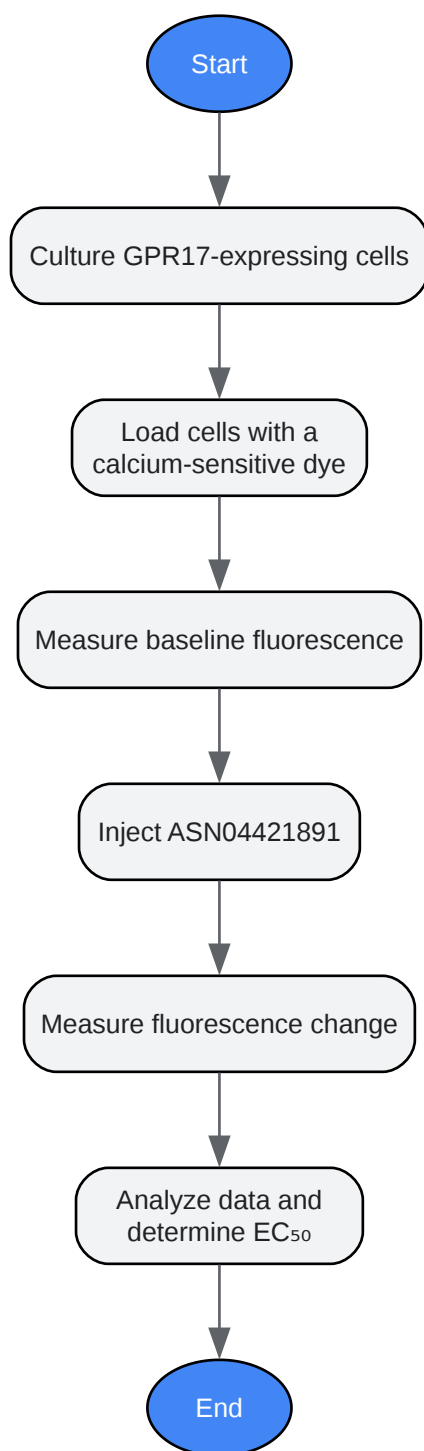 Start
Culture GPR17-expressing cells
Load cells with a
calcium-sensitive dye
Measure baseline fluorescence
Inject ASN04421891
Measure fluorescence change
Analyze data and
determine EC₅₀
End